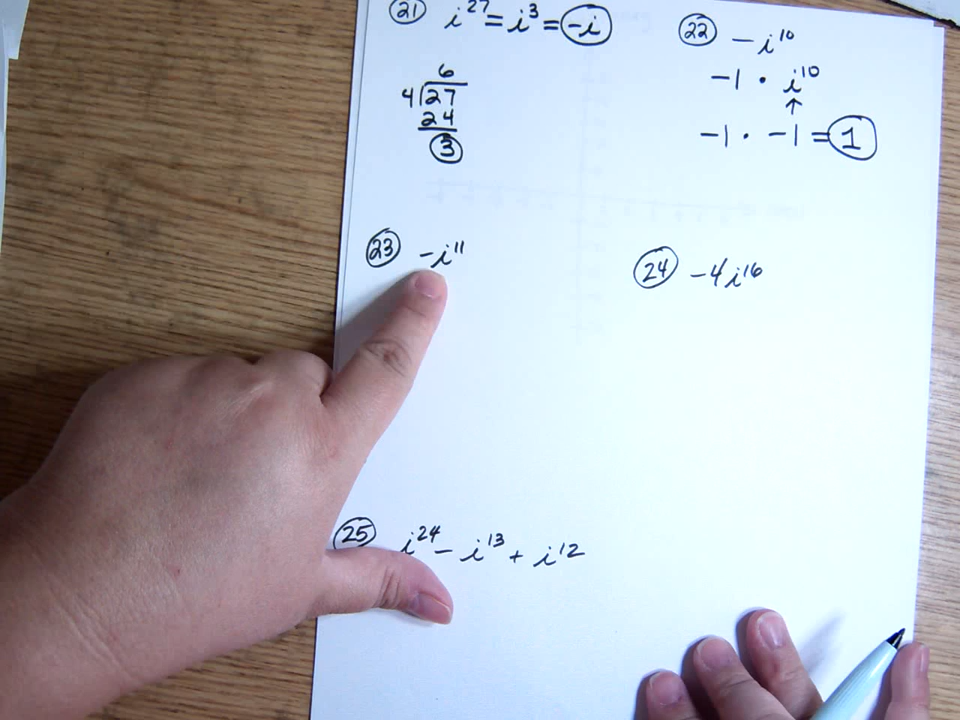 21 i^27 = i^3 = -i
6
4 27
24
3
22 -i^10
-1 · i^10
↑
-1 · -1 = 1
23 -i^11
24 -4i^16
25 i^24 - i^13 + i^12